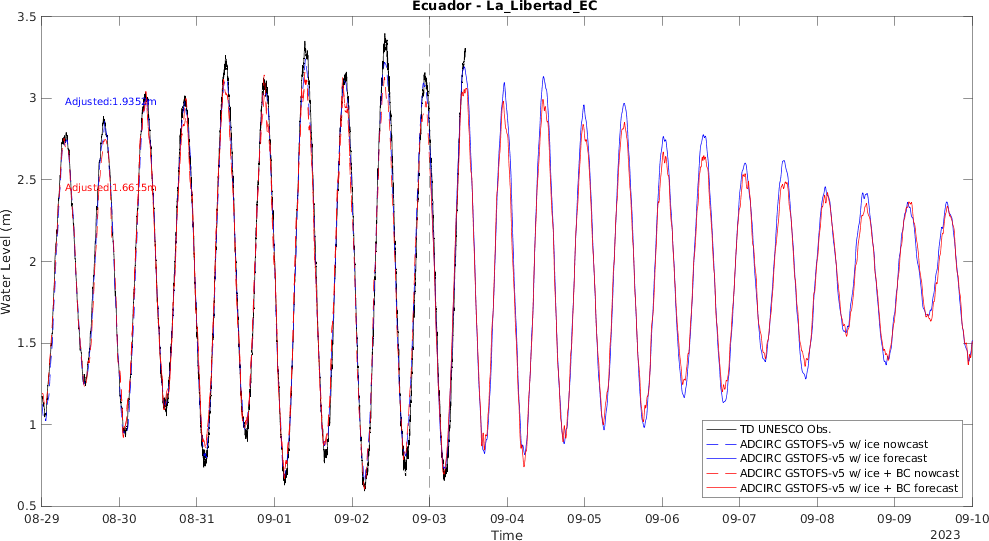 Ecuador - La_Libertad_EC
3.5
3
2.5
2
1.5
1
0.5
Water Level (m)
Adjusted:1.9352m
Adjusted:1.6615m
TD UNESCO Obs.
ADCIRC GSTOFS-v5 w/ ice nowcast
ADCIRC GSTOFS-v5 w/ ice forecast
ADCIRC GSTOFS-v5 w/ ice + BC nowcast
ADCIRC GSTOFS-v5 w/ ice + BC forecast
08-29 08-30 08-31 09-01 09-02 09-03 09-04 09-05 09-06 09-07 09-08 09-09 09-10
Time
2023